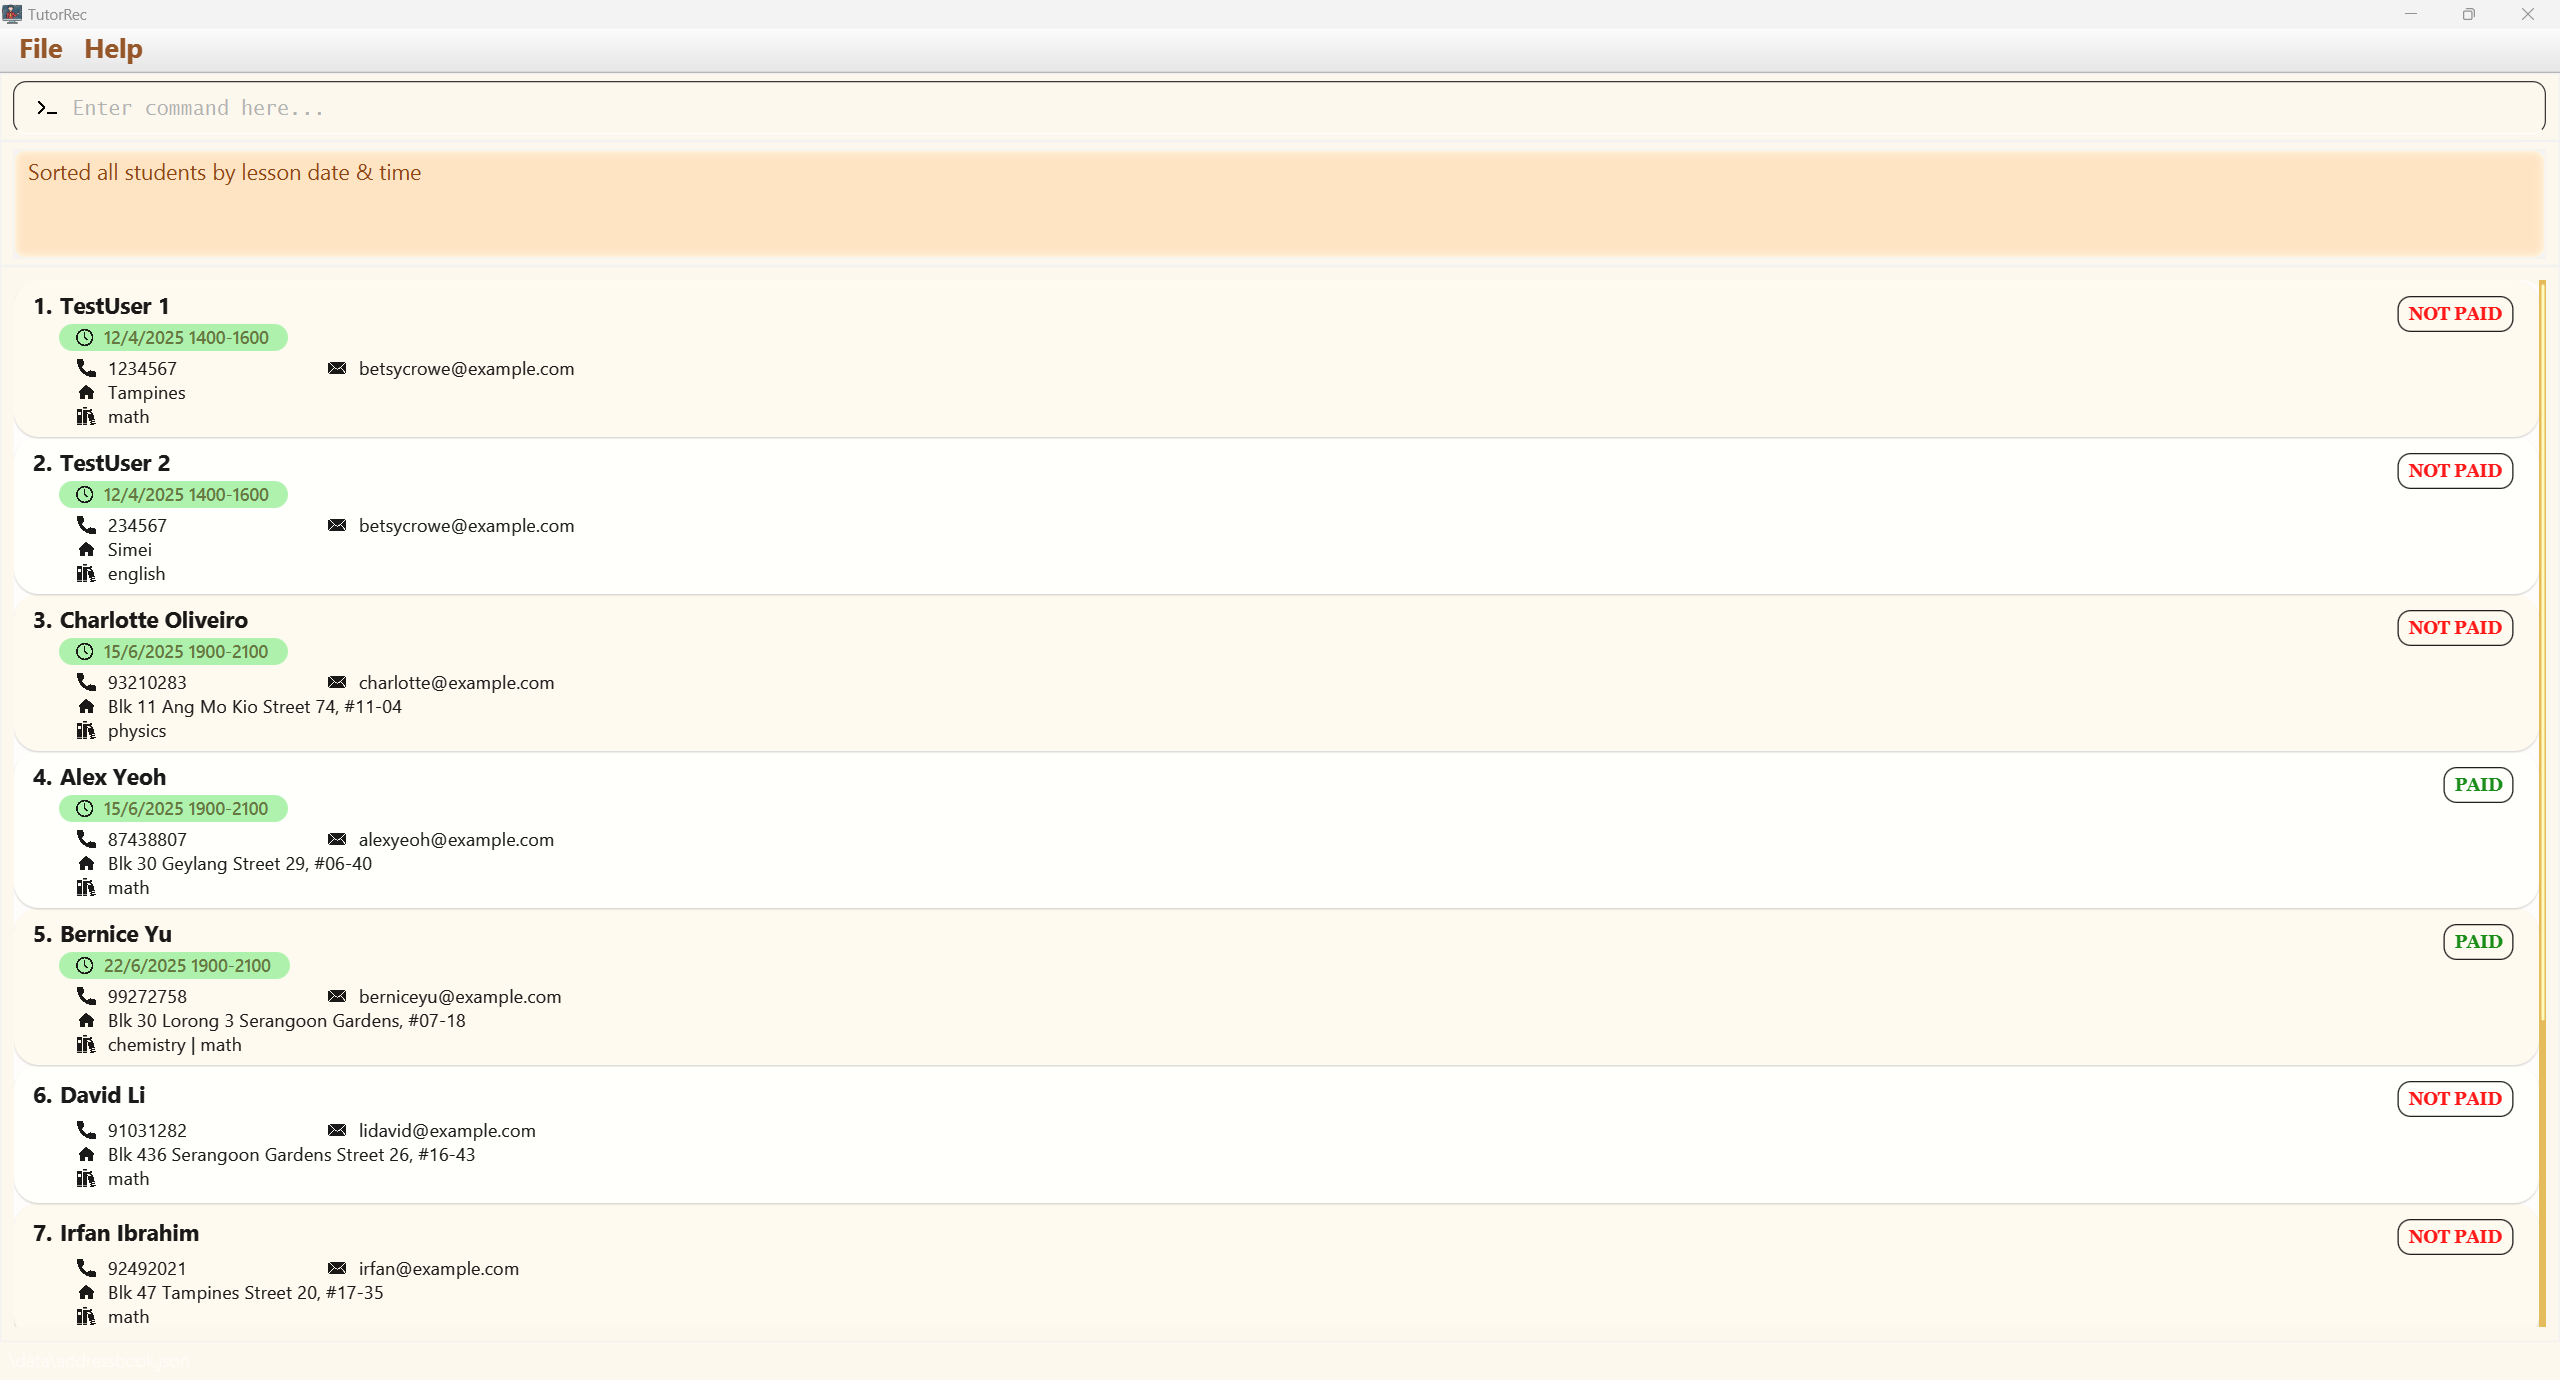 TutorRec
File Help
Enter command here...
Sorted all students by lesson date & time
1. TestUser 1
NOT PAID
12/4/2025 1400-1600
1234567 betsycrowe@example.com
Tampines
math
2. TestUser 2
NOT PAID
12/4/2025 1400-1600
234567 betsycrowe@example.com
Simei
english
3. Charlotte Oliveiro
NOT PAID
15/6/2025 1900-2100
93210283 charlotte@example.com
Blk 11 Ang Mo Kio Street 74, #11-04
physics
4. Alex Yeoh
PAID
15/6/2025 1900-2100
87438807 alexyeoh@example.com
Blk 30 Geylang Street 29, #06-40
math
5. Bernice Yu
PAID
22/6/2025 1900-2100
99272758 berniceyu@example.com
Blk 30 Lorong 3 Serangoon Gardens, #07-18
chemistry | math
6. David Li
NOT PAID
91031282 lidavid@example.com
Blk 436 Serangoon Gardens Street 26, #16-43
math
7. Irfan Ibrahim
NOT PAID
92492021 irfan@example.com
Blk 47 Tampines Street 20, #17-35
math